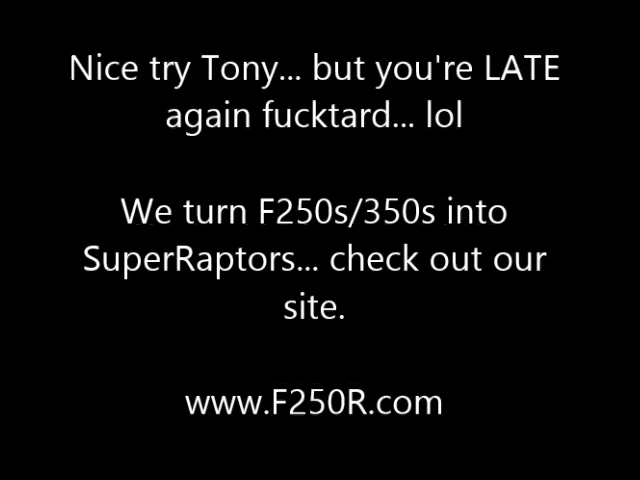 Nice try Tony... but you're LATE
again fucktard... lol
We turn F250s/350s into
SuperRaptors... check out our
site.
www.F250R.com